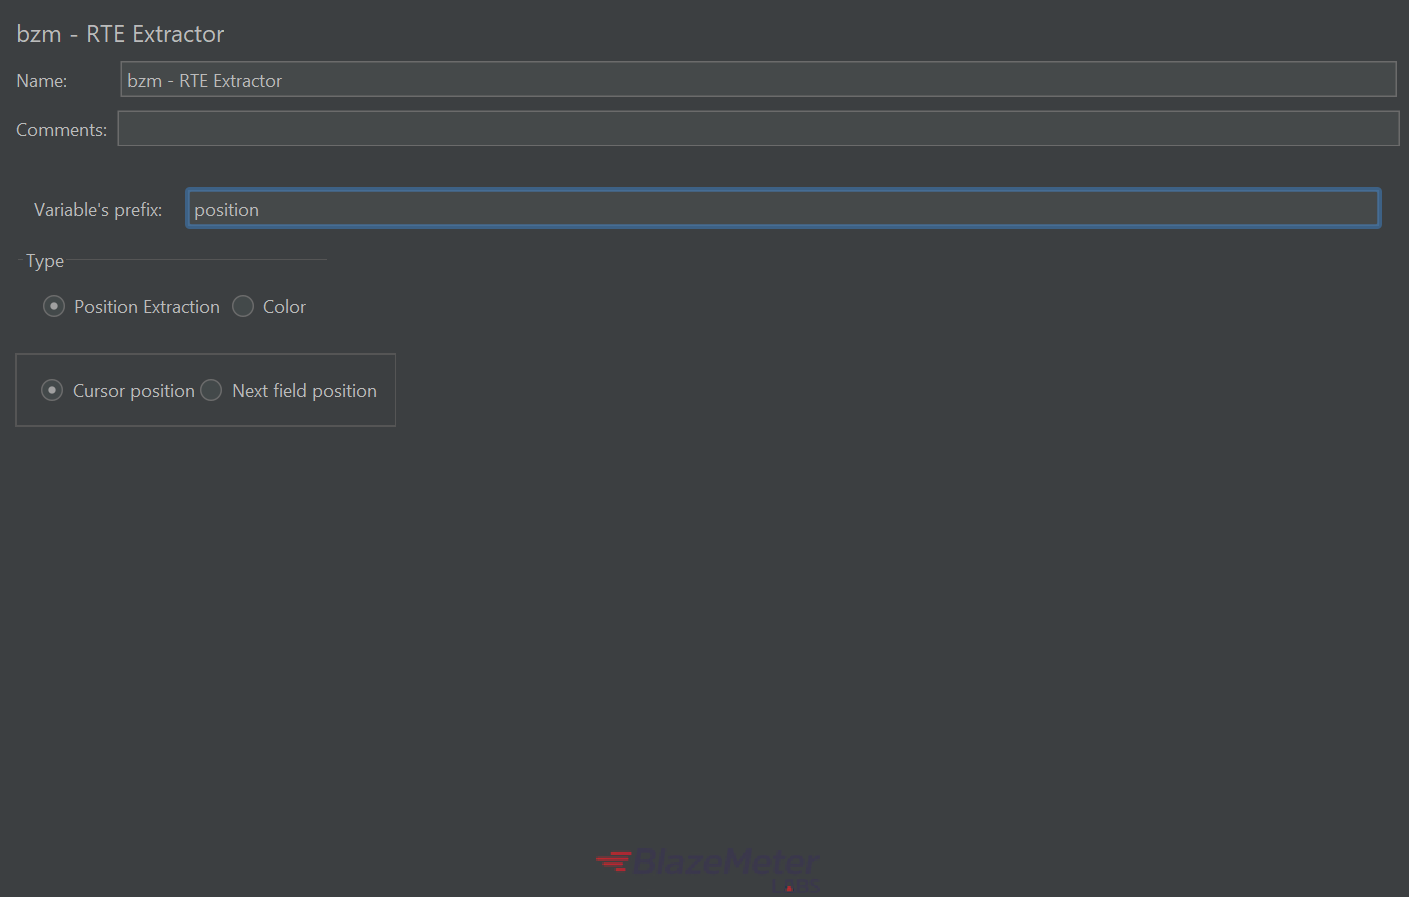 bzm - RTE Extractor
Name: bzm - RTE Extractor
Comments:
Variable's prefix: position
Type
Position Extraction Color
Cursor position Next field position
BlazeMeter
LABS